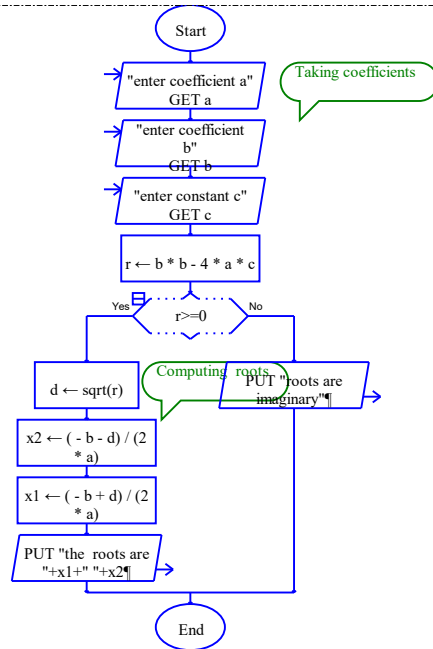 Start
"enter coefficient a"
GET a
Taking coefficients
"enter coefficient
b"
GET b
"enter constant c"
GET c
r ← b * b - 4 * a * c
Yes
r>=0
No
d ← sqrt(r)
Computing roots
PUT "roots are
imaginary"¶
x2 ← ( - b - d) / (2
* a)
x1 ← ( - b + d) / (2
* a)
PUT "the roots are
"+x1+" "+x2¶
End